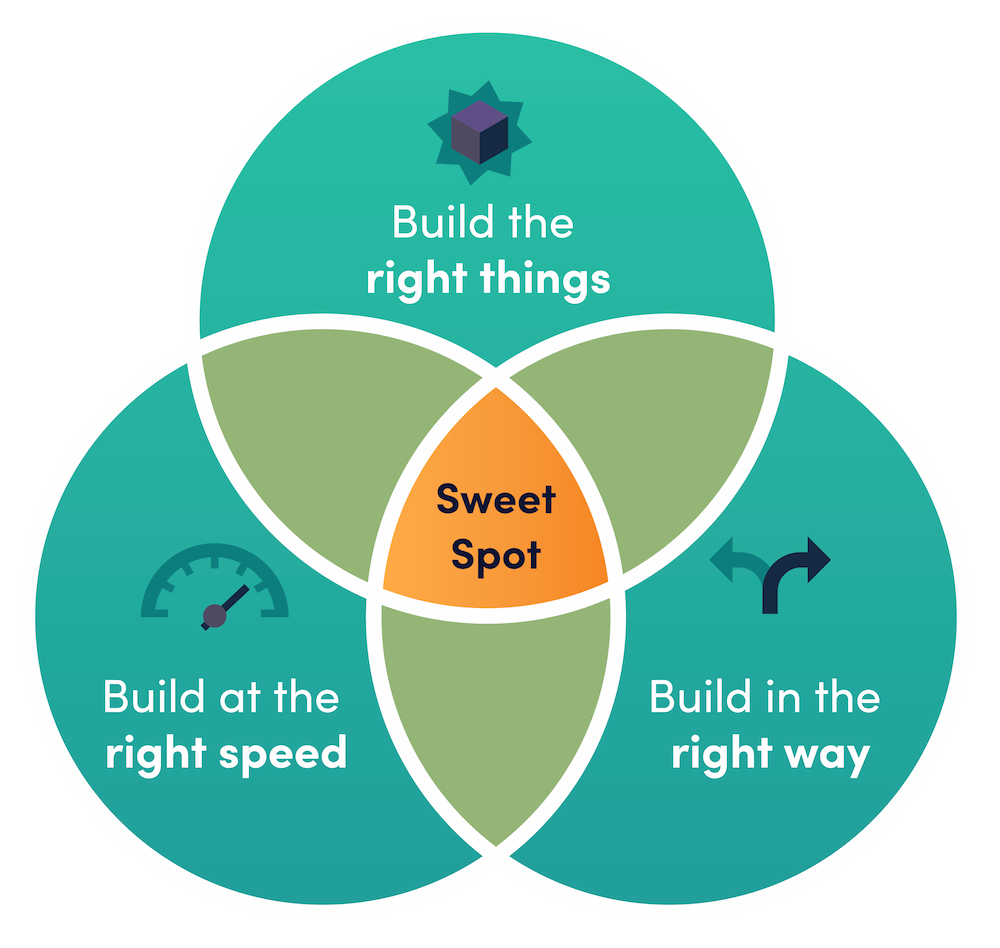 Build the
right things
Sweet
Spot
Build at the
right speed
Build in the
right way